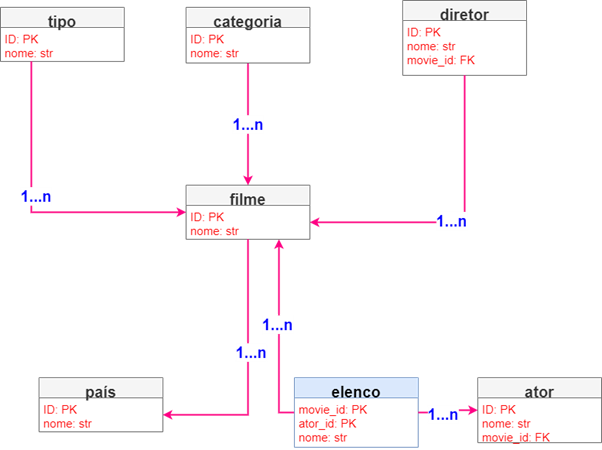 tipo
ID: PK
nome: str
categoria
ID: PK
nome: str
diretor
ID: PK
nome: str
movie_id: FK
1...n
1...n
1...n
filme
ID: PK
nome: str
1...n
1...n
país
ID: PK
nome: str
elenco
movie_id: PK
ator_id: PK
nome: str
1...n
ator
ID: PK
nome: str
movie_id: FK